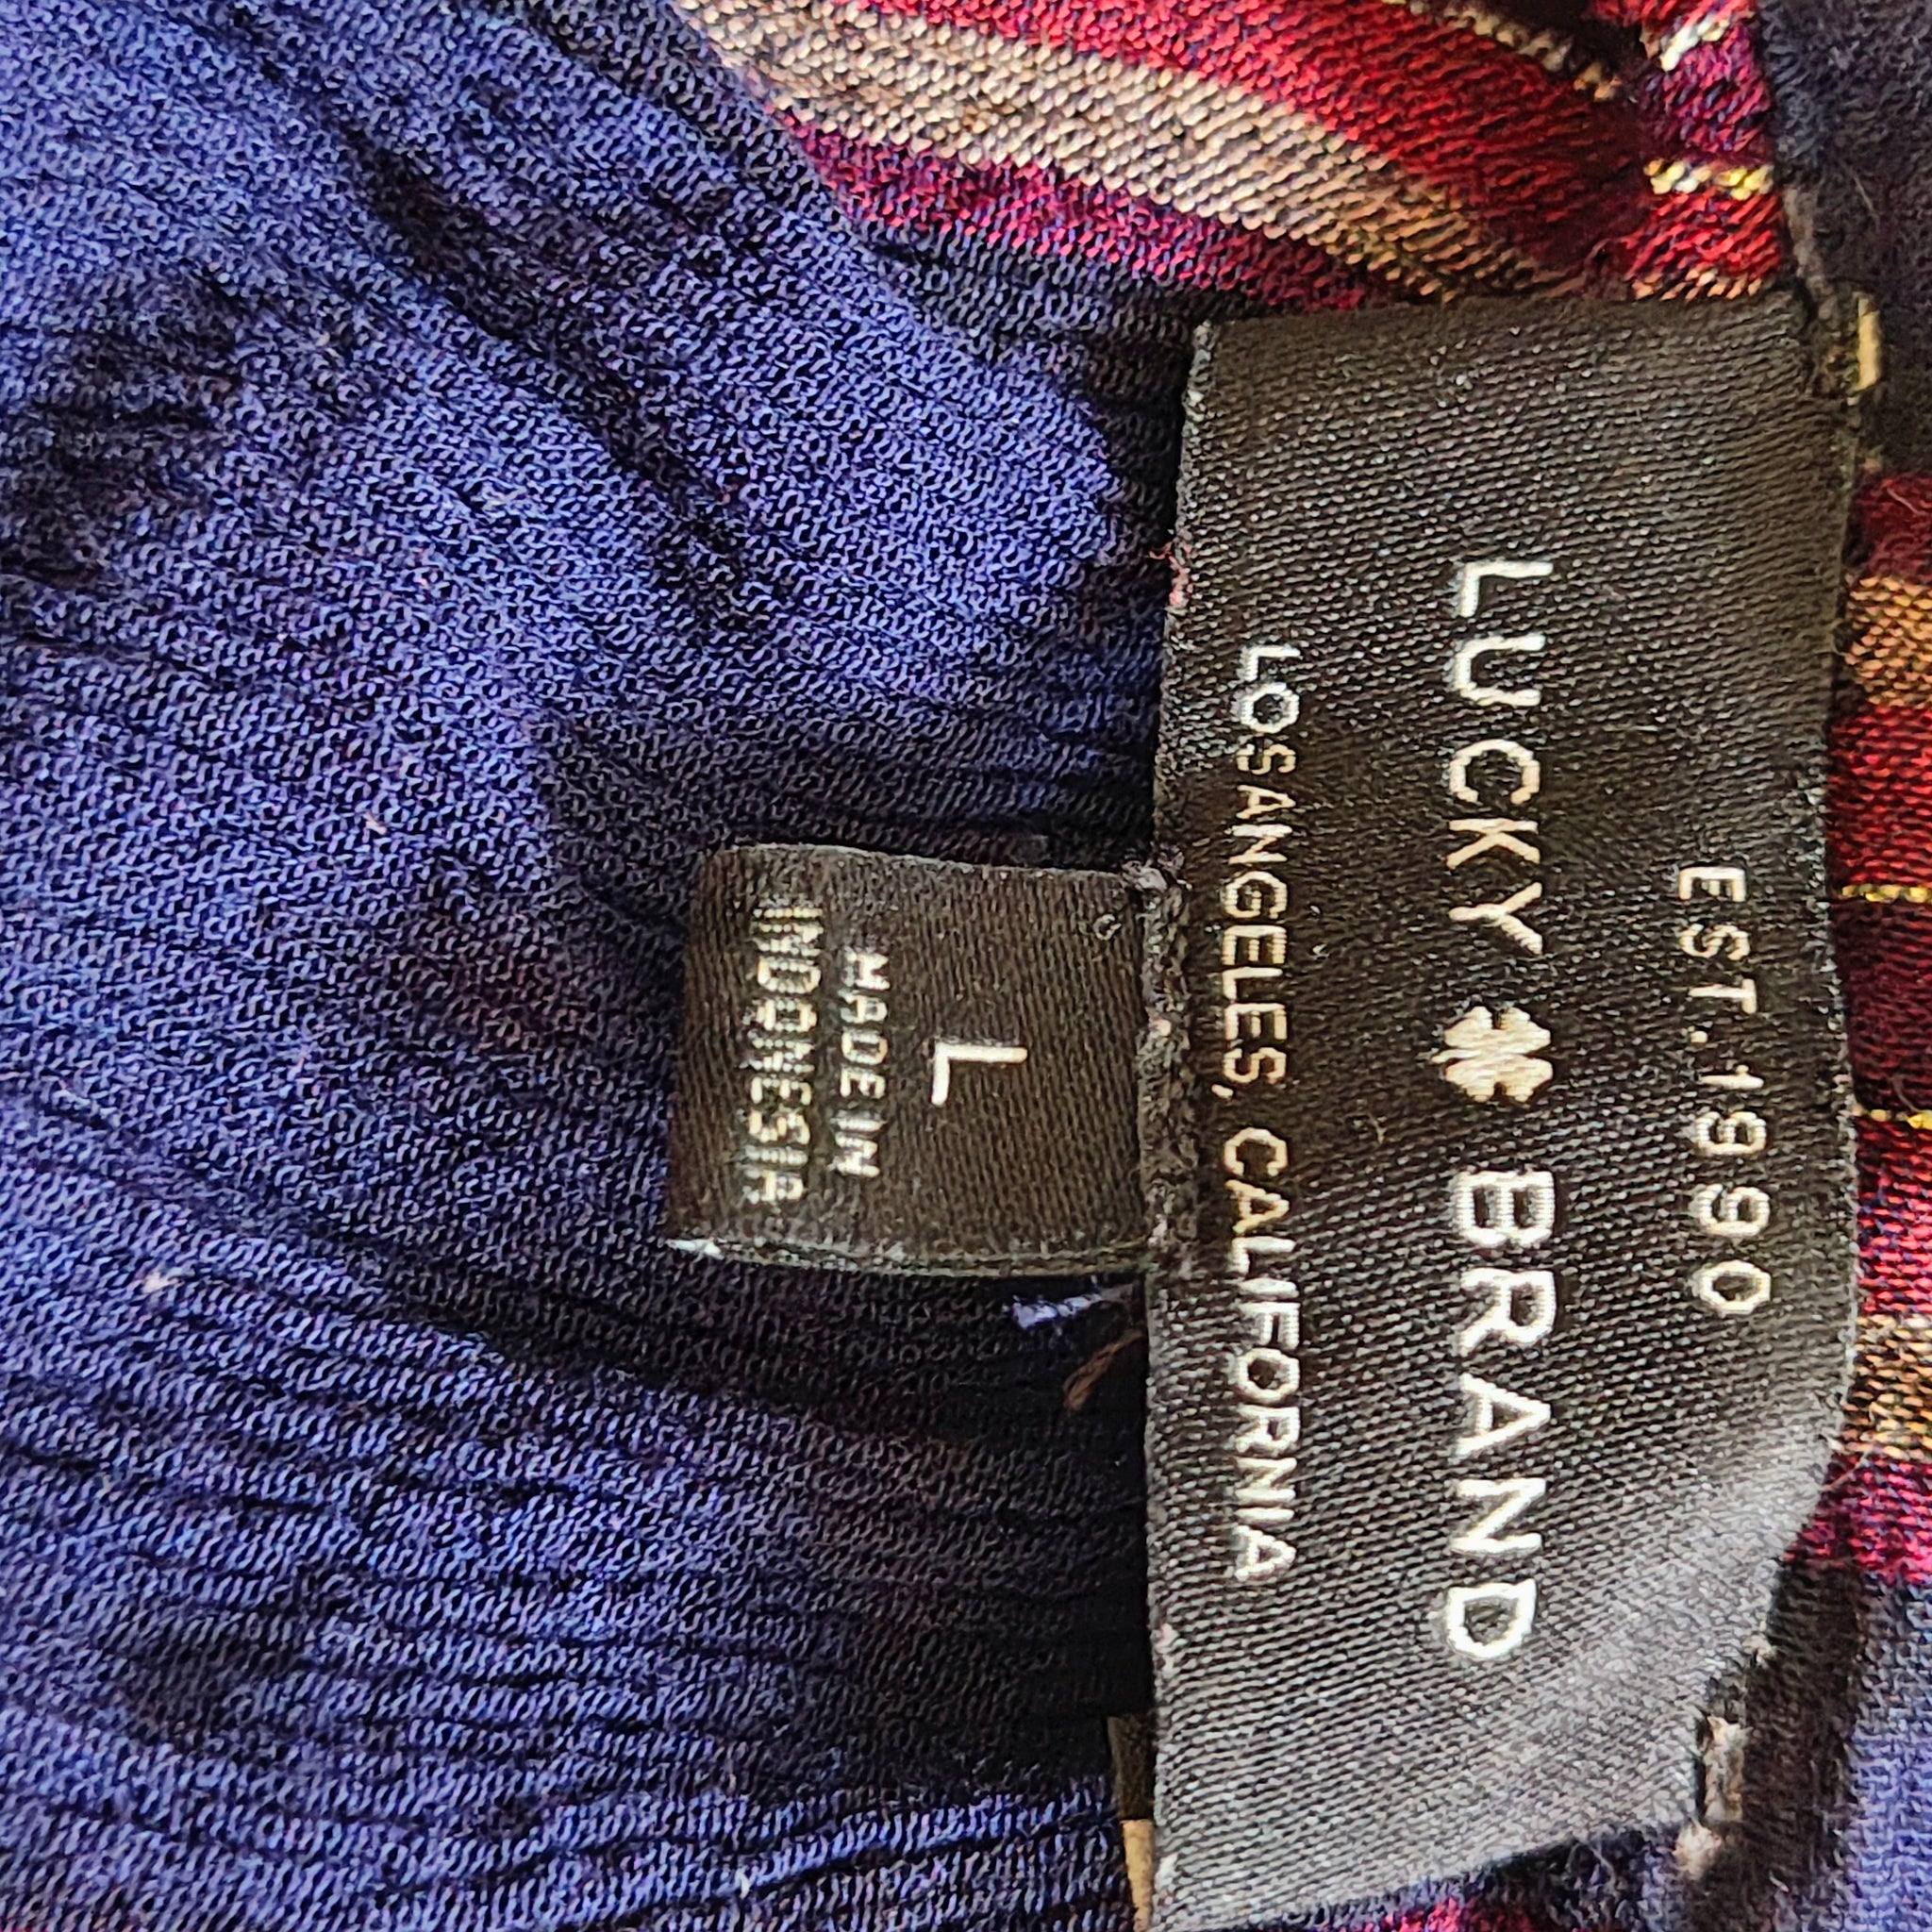 EST. 1990
LUCKY BRAND
LOS ANGELES, CALIFORNIA
L
MADE IN
INDONESIA